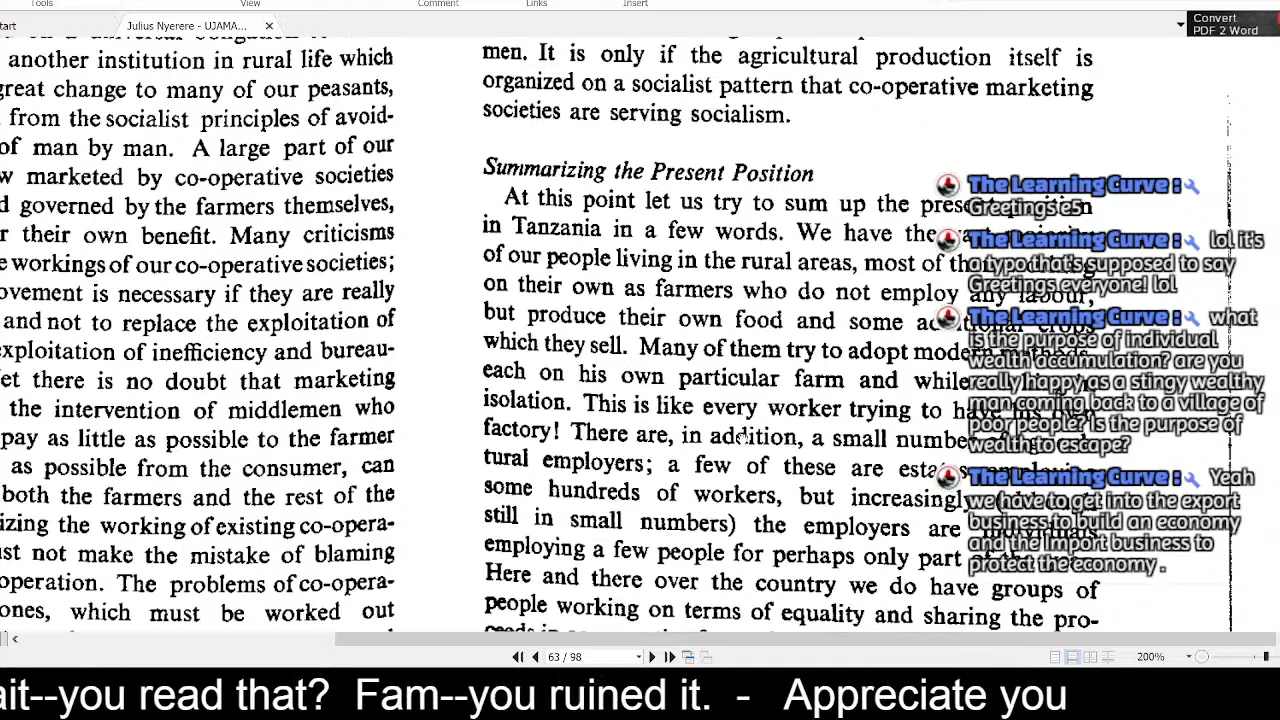 Tools View Comment Links Insert
tart Julius Nyerere - UJAMA... ×
Convert
PDF 2 Word
another institution in rural life which
great change to many of our peasants,
from the socialist principles of avoid-
of man by man. A large part of our
w marketed by co-operative societies
d governed by the farmers themselves,
r their own benefit. Many criticisms
e workings of our co-operative societies;
ovement is necessary if they are really
and not to replace the exploitation of
exploitation of inefficiency and bureau-
et there is no doubt that marketing
the intervention of middlemen who
pay as little as possible to the farmer
as possible from the consumer, can
both the farmers and the rest of the
izing the working of existing co-opera-
ust not make the mistake of blaming
operation. The problems of co-opera-
ones, which must be worked out
men. It is only if the agricultural production itself is
organized on a socialist pattern that co-operative marketing
societies are serving socialism.
Summarizing the Present Position
At this point let us try to sum up the
in Tanzania in a few words. We have the
of our people living in the rural areas, most of
on their own as farmers who do not employ any labour,
but produce their own food and some crops
which they sell. Many of them try to adopt modern
each on his own particular farm and while
isolation. This is like every worker trying to have his own
factory! There are, in addition, a small number
tural employers; a few of these are
some hundreds of workers, but increasingly
still in small numbers) the employers are
employing a few people for perhaps only part
Here and there over the country we do have groups of
people working on terms of equality and sharing the pro-
The Learning Curve :
Greetings e5
The Learning Curve : lol it's
a typo that's supposed to say
Greetings everyone! lol
The Learning Curve : what
is the purpose of individual
wealth accumulation? are you
really happy as a stingy wealthy
man coming back to a village of
poor people? Is the purpose of
wealth to escape?
The Learning Curve : Yeah
we have to get into the export
business to build an economy
and the Import business to
protect the economy .
63 / 98 200%
ait--you read that? Fam--you ruined it. - Appreciate you